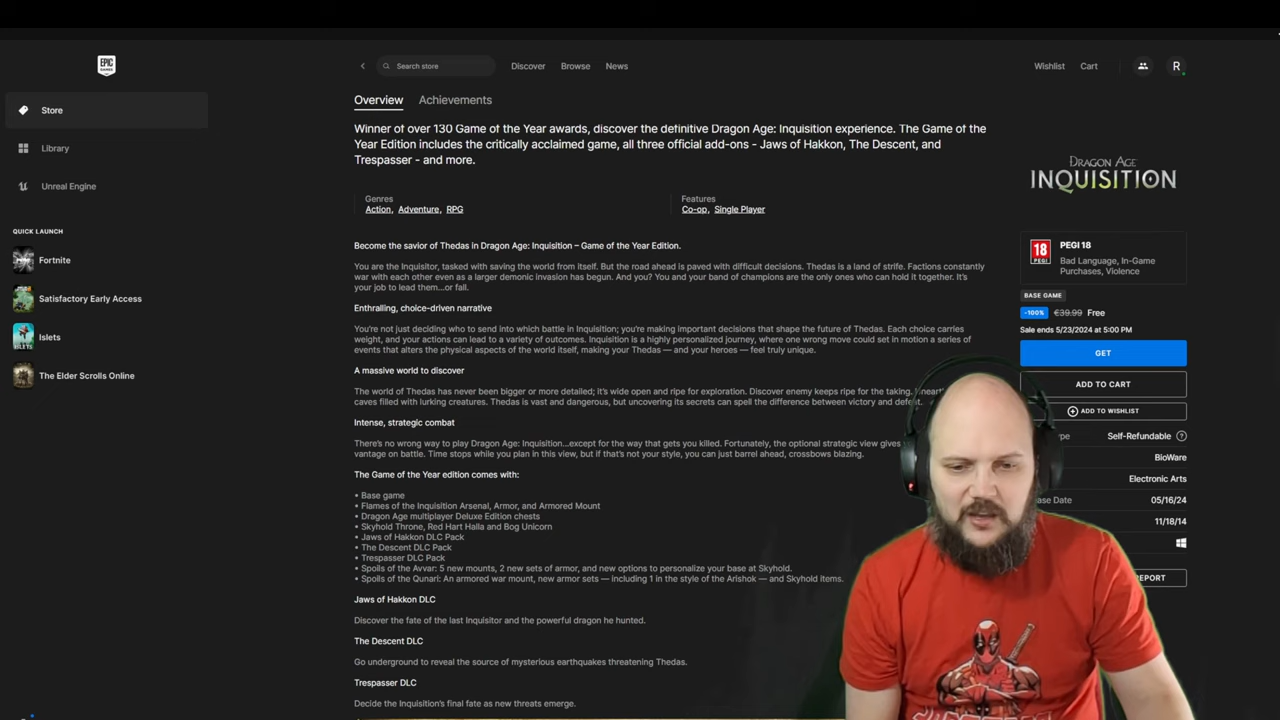 EPIC
GAMES
Search store
Discover
Browse
News
Wishlist
Cart
R
Store
Library
Unreal Engine
QUICK LAUNCH
Fortnite
Satisfactory Early Access
ISLETS
Islets
The Elder Scrolls Online
Overview
Achievements
Winner of over 130 Game of the Year awards, discover the definitive Dragon Age: Inquisition experience. The Game of the
Year Edition includes the critically acclaimed game, all three official add-ons - Jaws of Hakkon, The Descent, and
Trespasser - and more.
Genres
Action, Adventure, RPG
Features
Co-op, Single Player
Become the savior of Thedas in Dragon Age: Inquisition – Game of the Year Edition.
You are the Inquisitor, tasked with saving the world from itself. But the road ahead is paved with difficult decisions. Thedas is a land of strife. Factions constantly
war with each other even as a larger demonic invasion has begun. And you? You and your band of champions are the only ones who can hold it together. It's
your job to lead them...or fall.
Enthralling, choice-driven narrative
You're not just deciding who to send into which battle in Inquisition; you're making important decisions that shape the future of Thedas. Each choice carries
weight, and your actions can lead to a variety of outcomes. Inquisition is a highly personalized journey, where one wrong move could set in motion a series of
events that alters the physical aspects of the world itself, making your Thedas — and your heroes — feel truly unique.
A massive world to discover
The world of Thedas has never been bigger or more detailed; it's wide open and ripe for exploration. Discover enemy keeps ripe for the taking.
caves filled with lurking creatures. Thedas is vast and dangerous, but uncovering its secrets can spell the difference between victory and defeat.
Intense, strategic combat
There's no wrong way to play Dragon Age: Inquisition...except for the way that gets you killed. Fortunately, the optional strategic view gives
vantage on battle. Time stops while you plan in this view, but if that's not your style, you can just barrel ahead, crossbows blazing.
The Game of the Year edition comes with:
• Base game
• Flames of the Inquisition Arsenal, Armor, and Armored Mount
• Dragon Age multiplayer Deluxe Edition chests
• Skyhold Throne, Red Hart Halla and Bog Unicorn
• Jaws of Hakkon DLC Pack
• The Descent DLC Pack
• Trespasser DLC Pack
• Spoils of the Avvar: 5 new mounts, 2 new sets of armor, and new options to personalize your base at Skyhold.
• Spoils of the Qunari: An armored war mount, new armor sets — including 1 in the style of the Arishok — and Skyhold items.
Jaws of Hakkon DLC
Discover the fate of the last Inquisitor and the powerful dragon he hunted.
The Descent DLC
Go underground to reveal the source of mysterious earthquakes threatening Thedas.
Trespasser DLC
Decide the Inquisition's final fate as new threats emerge.
DRAGON AGE
INQUISITION
18
PEGI
PEGI 18
Bad Language, In-Game
Purchases, Violence
BASE GAME
-100% €39.99 Free
Sale ends 5/23/2024 at 5:00 PM
GET
ADD TO CART
ADD TO WISHLIST
Self-Refundable
BioWare
Electronic Arts
05/16/24
11/18/14